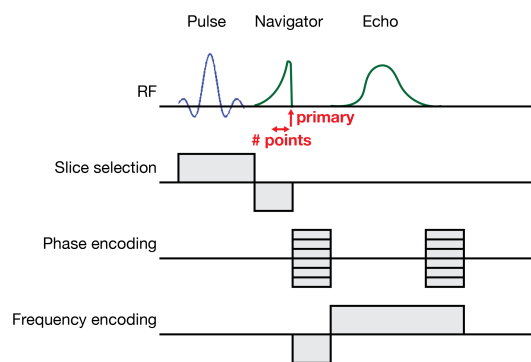 Pulse Navigator Echo
RF
primary
# points
Slice selection
Phase encoding
Frequency encoding